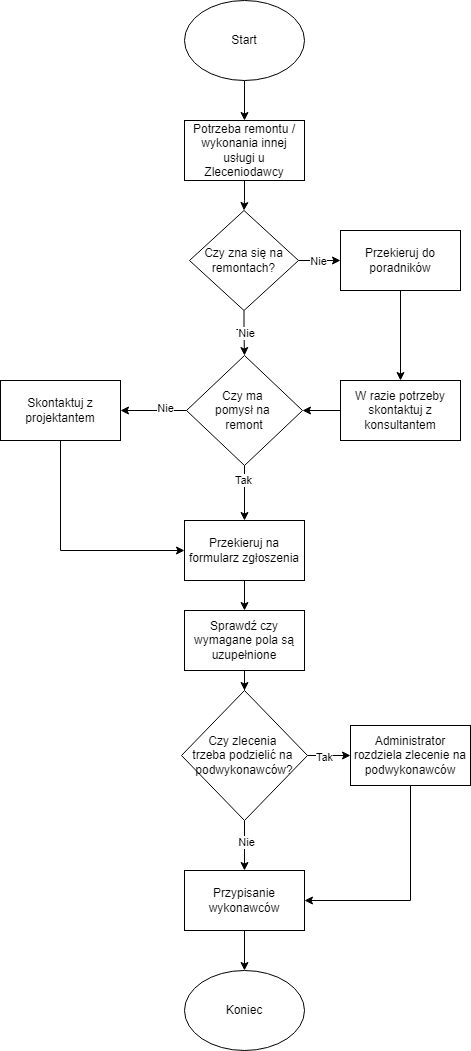 Start
Potrzeba remontu /
wykonania innej
usługi u
Zleceniodawcy
Czy zna się na
remontach?
Nie
Przekieruj do
poradników
Nie
Skontaktuj z
projektantem
Nie
Czy ma
pomysł na
remont
W razie potrzeby
skontaktuj z
konsultantem
Tak
Przekieruj na
formularz zgłoszenia
Sprawdź czy
wymagane pola są
uzupełnione
Czy zlecenia
trzeba podzielić na
podwykonawców?
Tak
Administrator
rozdziela zlecenie na
podwykonawców
Nie
Przypisanie
wykonawców
Koniec